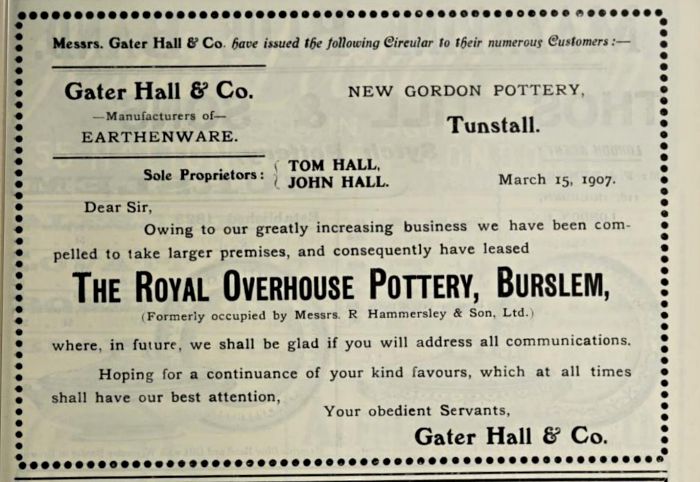 Messrs. Gater Hall & Co. have issued the following Circular to their numerous Customers :—
Gater Hall & Co.
—Manufacturers of—
EARTHENWARE.
NEW GORDON POTTERY,
Tunstall.
Sole Proprietors: { TOM HALL,
JOHN HALL.
March 15, 1907.
Dear Sir,
Owing to our greatly increasing business we have been com-
pelled to take larger premises, and consequently have leased
THE ROYAL OVERHOUSE POTTERY, BURSLEM,
(Formerly occupied by Messrs. R Hammersley & Son, Ltd.)
where, in future, we shall be glad if you will address all communications.
Hoping for a continuance of your kind favours, which at all times
shall have our best attention,
Your obedient Servants,
Gater Hall & Co.